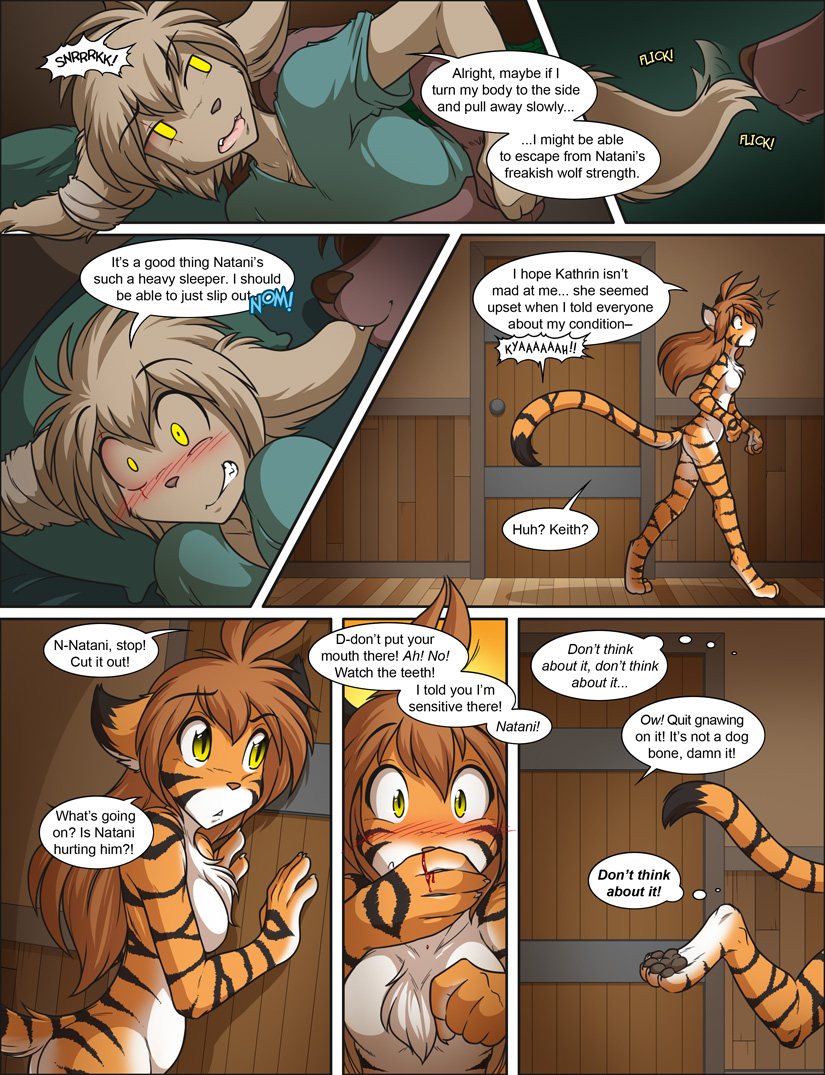 SNRRRKK!
Alright, maybe if I
turn my body to the side
and pull away slowly...
...I might be able
to escape from Natani's
freakish wolf strength.
FLICK!
FLICK!
It's a good thing Natani's
such a heavy sleeper. I should
be able to just slip out
NOM!
I hope Kathrin isn't
mad at me... she seemed
upset when I told everyone
about my condition–
KYAAAAAAH!!
Huh? Keith?
N-Natani, stop!
Cut it out!
What's going
on? Is Natani
hurting him?!
D-don't put your
mouth there! Ah! No!
Watch the teeth!
I told you I'm
sensitive there!
Natani!
Don't think
about it, don't think
about it...
Ow! Quit gnawing
on it! It's not a dog
bone, damn it!
Don't think
about it!